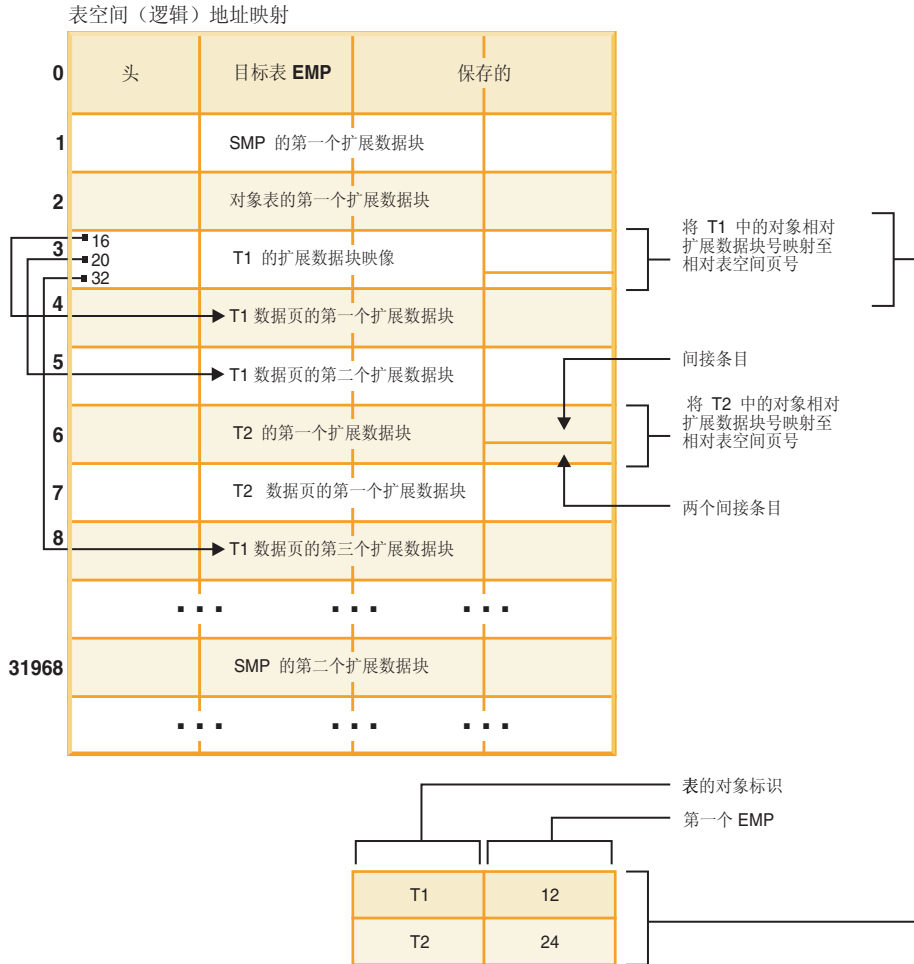 表空间（逻辑）地址映射
0 头 目标表 EMP 保存的
1 SMP 的第一个扩展数据块
2 对象表的第一个扩展数据块
3 16
20
32
T1 的扩展数据块映像
将 T1 中的对象相对
扩展数据块号映射至
相对表空间页号
4 T1 数据页的第一个扩展数据块
5 T1 数据页的第二个扩展数据块
间接条目
6 T2 的第一个扩展数据块
将 T2 中的对象相对
扩展数据块号映射至
相对表空间页号
7 T2 数据页的第一个扩展数据块
两个间接条目
8 T1 数据页的第三个扩展数据块
... ... ...
31968 SMP 的第二个扩展数据块
... ... ...
表的对象标识
第一个 EMP
T1 12
T2 24